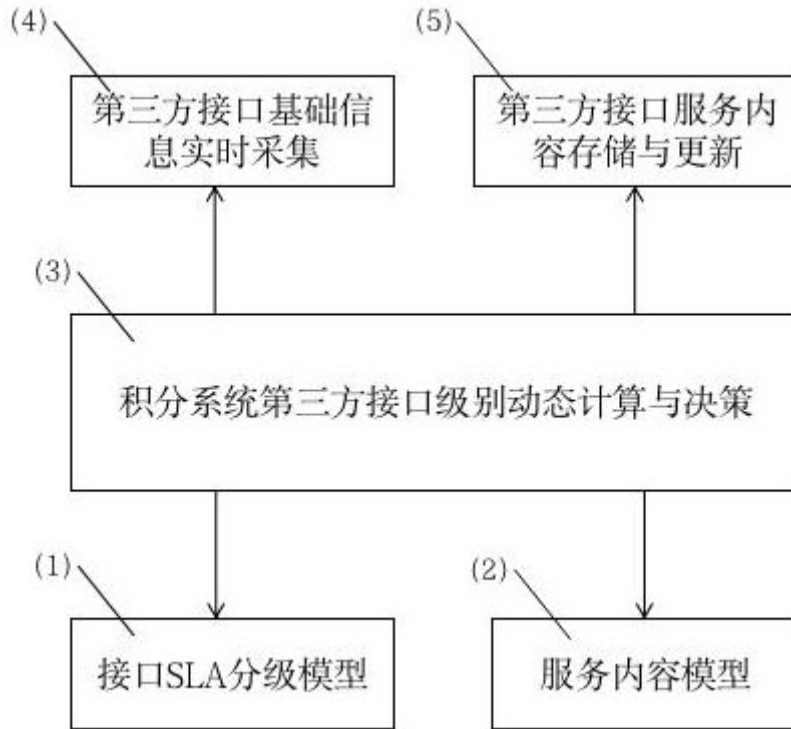 (4)
(5)
第三方接口基础信
息实时采集
第三方接口服务内
容存储与更新
(3)
积分系统第三方接口级别动态计算与决策
(1)
(2)
接口SLA分级模型
服务内容模型